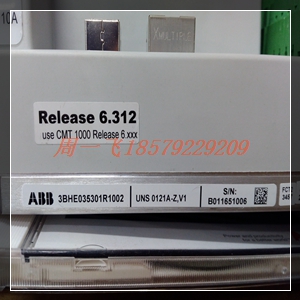 10A
MULTIPLE
Release 6.312
use CMT 1000 Release 6.xxx
周一飞18579229209
ABB 3BHE035301R1002 UNS 0121A-Z,V1 S/N: B011651006